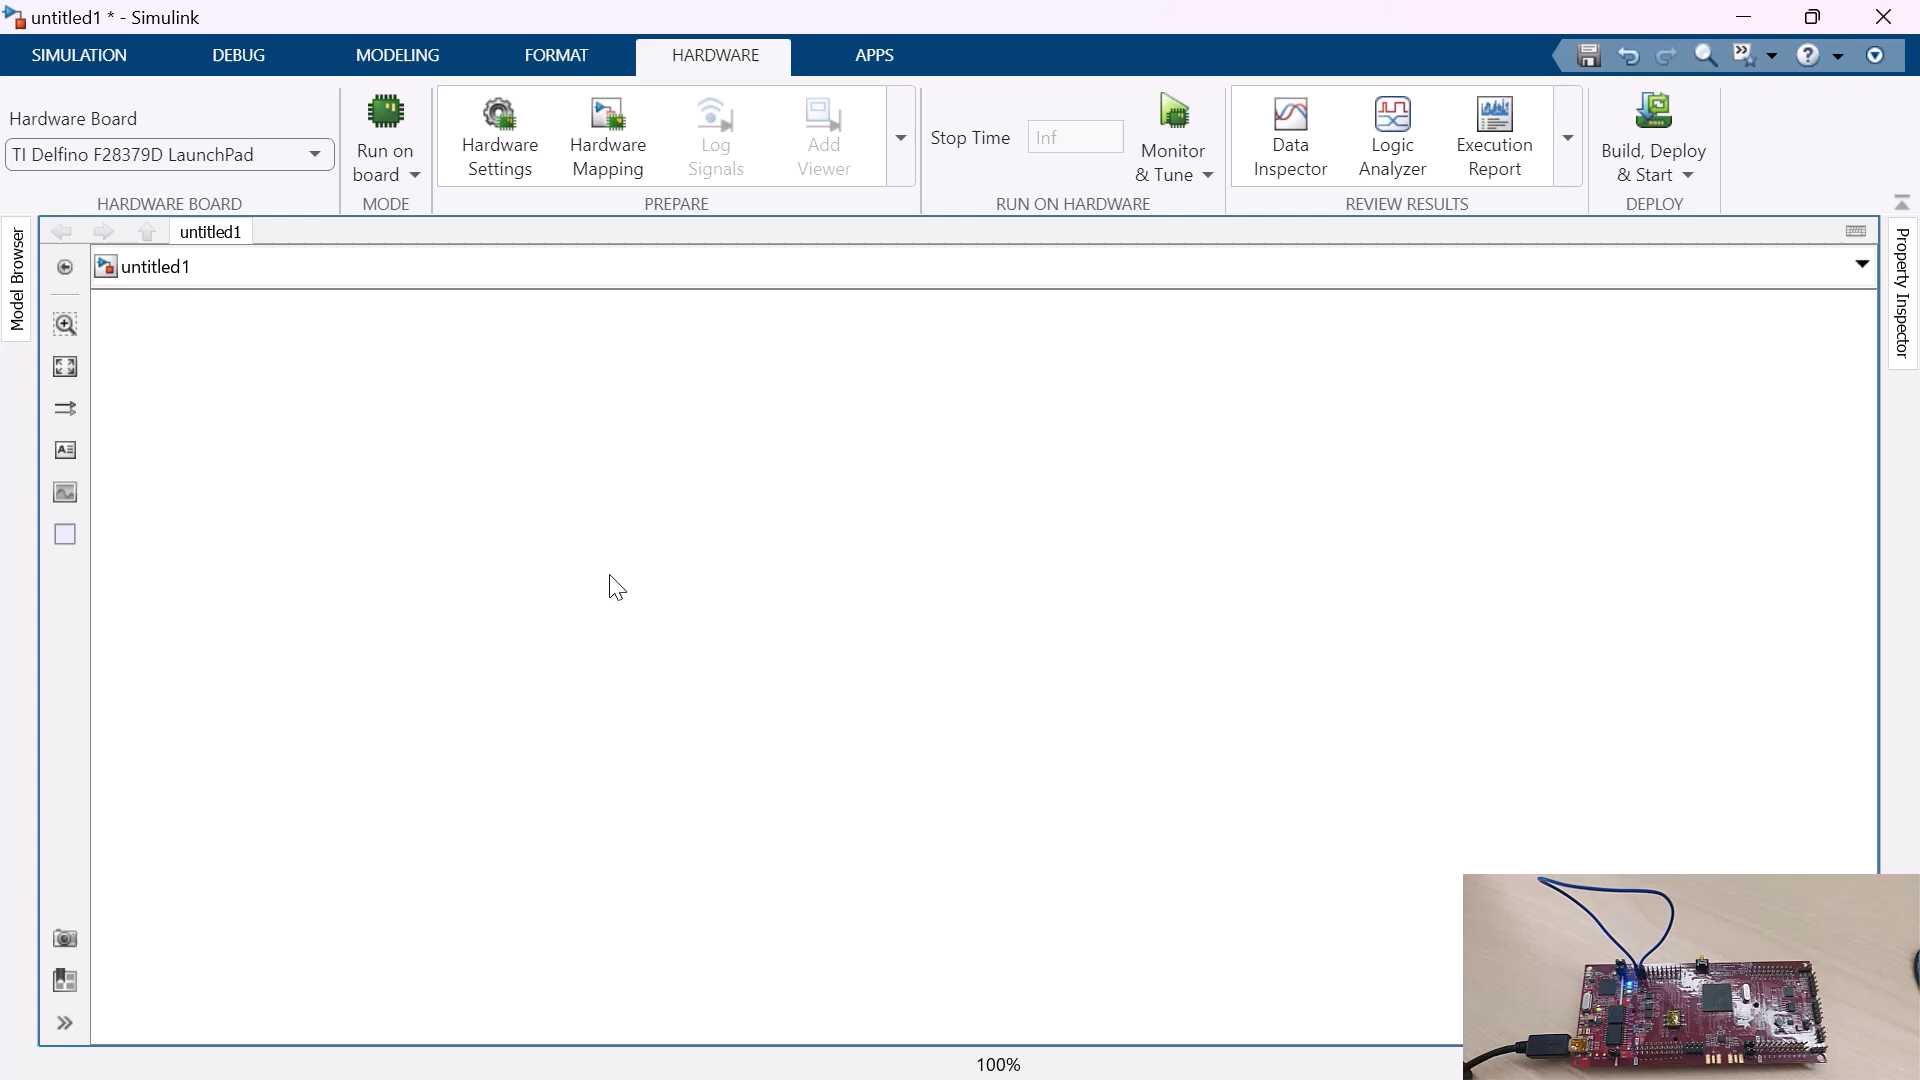 untitled1 * - Simulink
SIMULATION DEBUG MODELING FORMAT HARDWARE APPS
Hardware Board
TI Delfino F28379D LaunchPad
HARDWARE BOARD
Run on
board
MODE
Hardware
Settings
Hardware
Mapping
Log
Signals
Add
Viewer
PREPARE
Stop Time Inf
Monitor
& Tune
RUN ON HARDWARE
Data
Inspector
Logic
Analyzer
Execution
Report
REVIEW RESULTS
Build, Deploy
& Start
DEPLOY
Model Browser
untitled1
untitled1
Property Inspector
100%